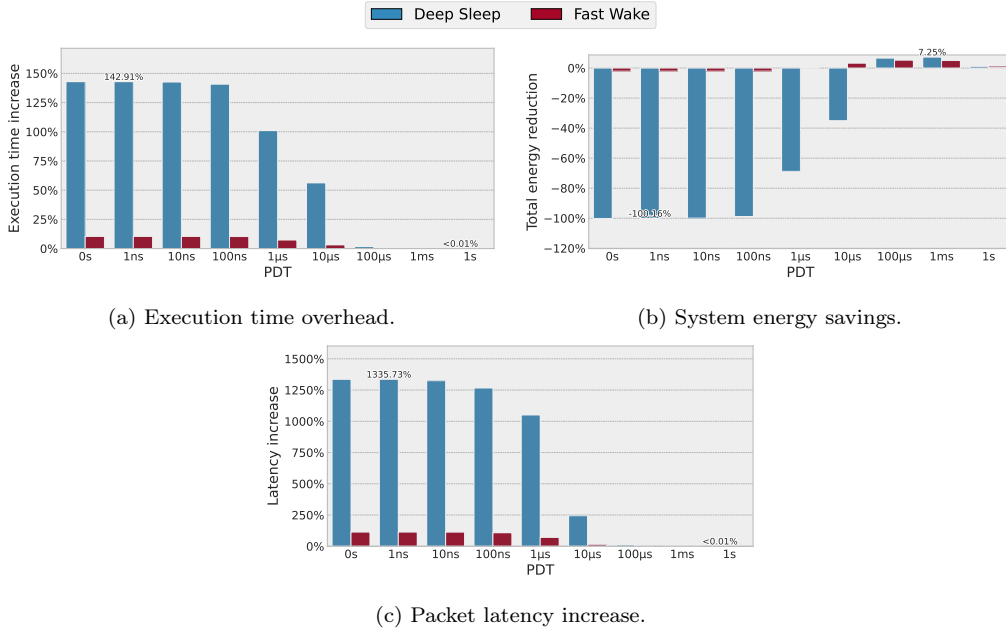 Deep Sleep Fast Wake
Execution time increase
150%
125%
100%
75%
50%
25%
0%
142.91%
<0.01%
0s 1ns 10ns 100ns 1µs 10µs 100µs 1ms 1s
PDT
(a) Execution time overhead.
Total energy reduction
0%
−20%
−40%
−60%
−80%
−100%
−120%
7.25%
-100.16%
0s 1ns 10ns 100ns 1µs 10µs 100µs 1ms 1s
PDT
(b) System energy savings.
Latency increase
1500%
1250%
1000%
750%
500%
250%
0%
1335.73%
<0.01%
0s 1ns 10ns 100ns 1µs 10µs 100µs 1ms 1s
PDT
(c) Packet latency increase.